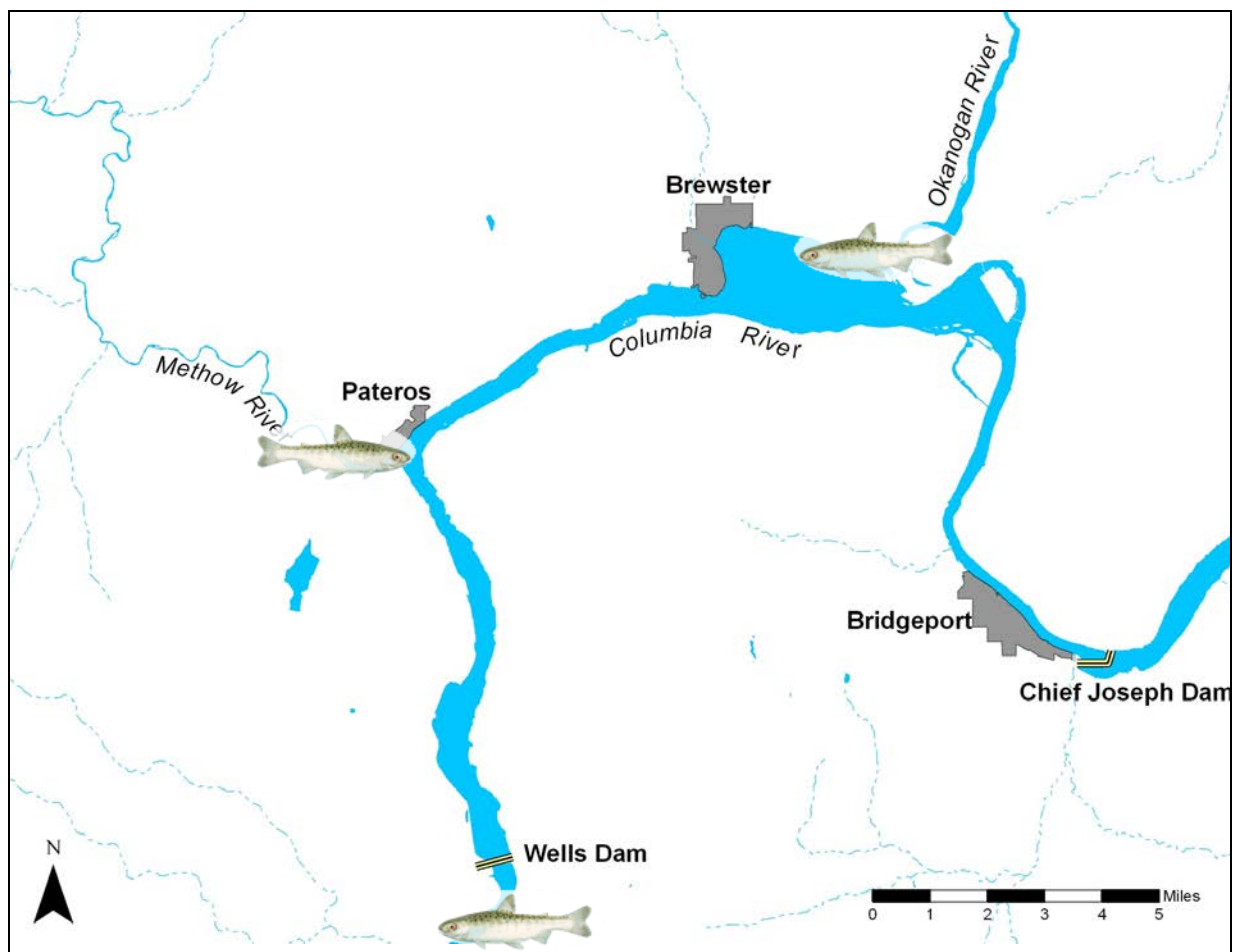 Okanogan River
Brewster
Columbia River
Methow River
Pateros
Bridgeport
Chief Joseph Dam
Wells Dam
N
Miles
0 1 2 3 4 5